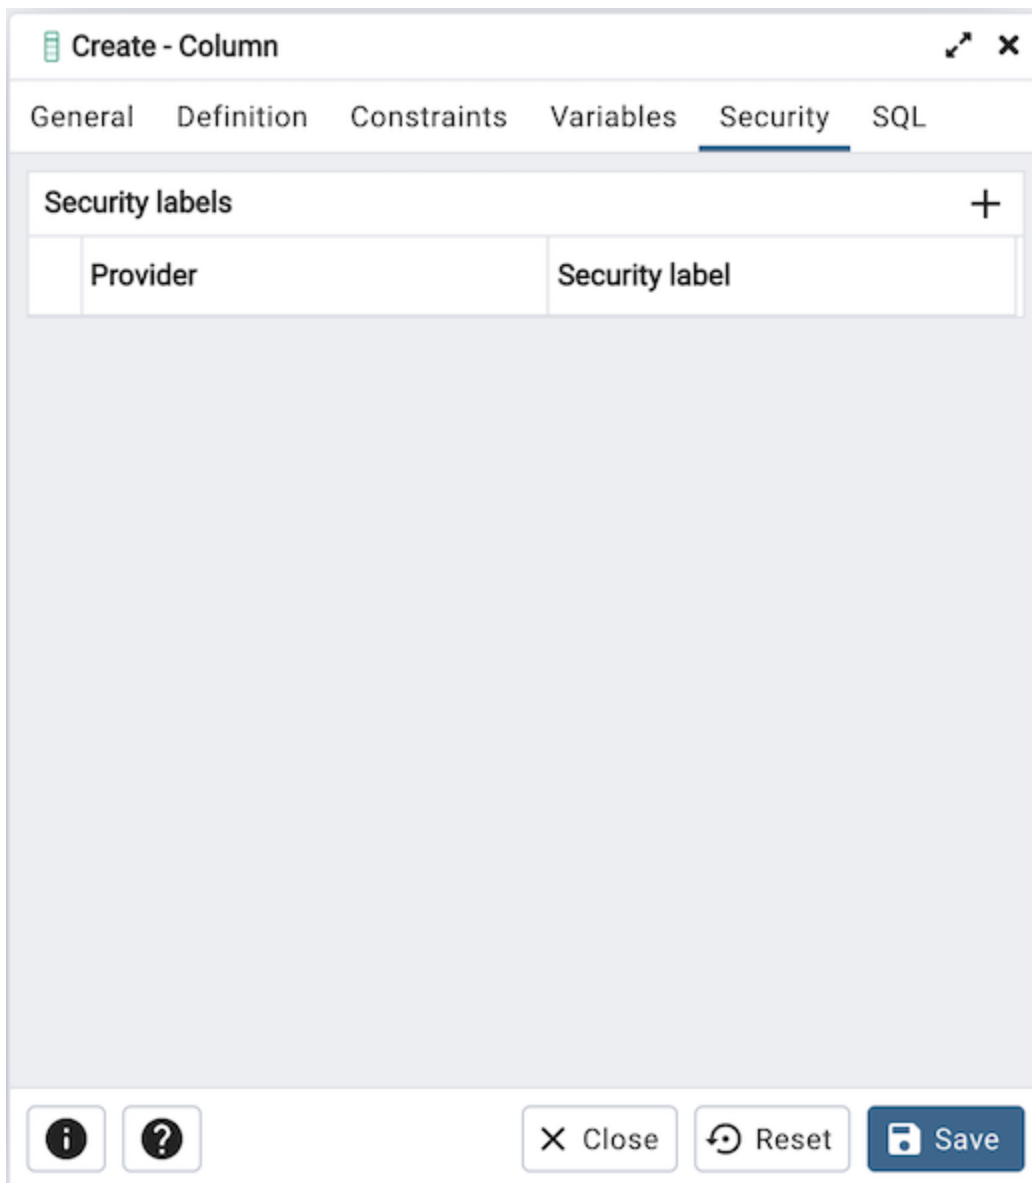 Create - Column
General Definition Constraints Variables Security SQL
Security labels
Provider Security label
Close Reset Save